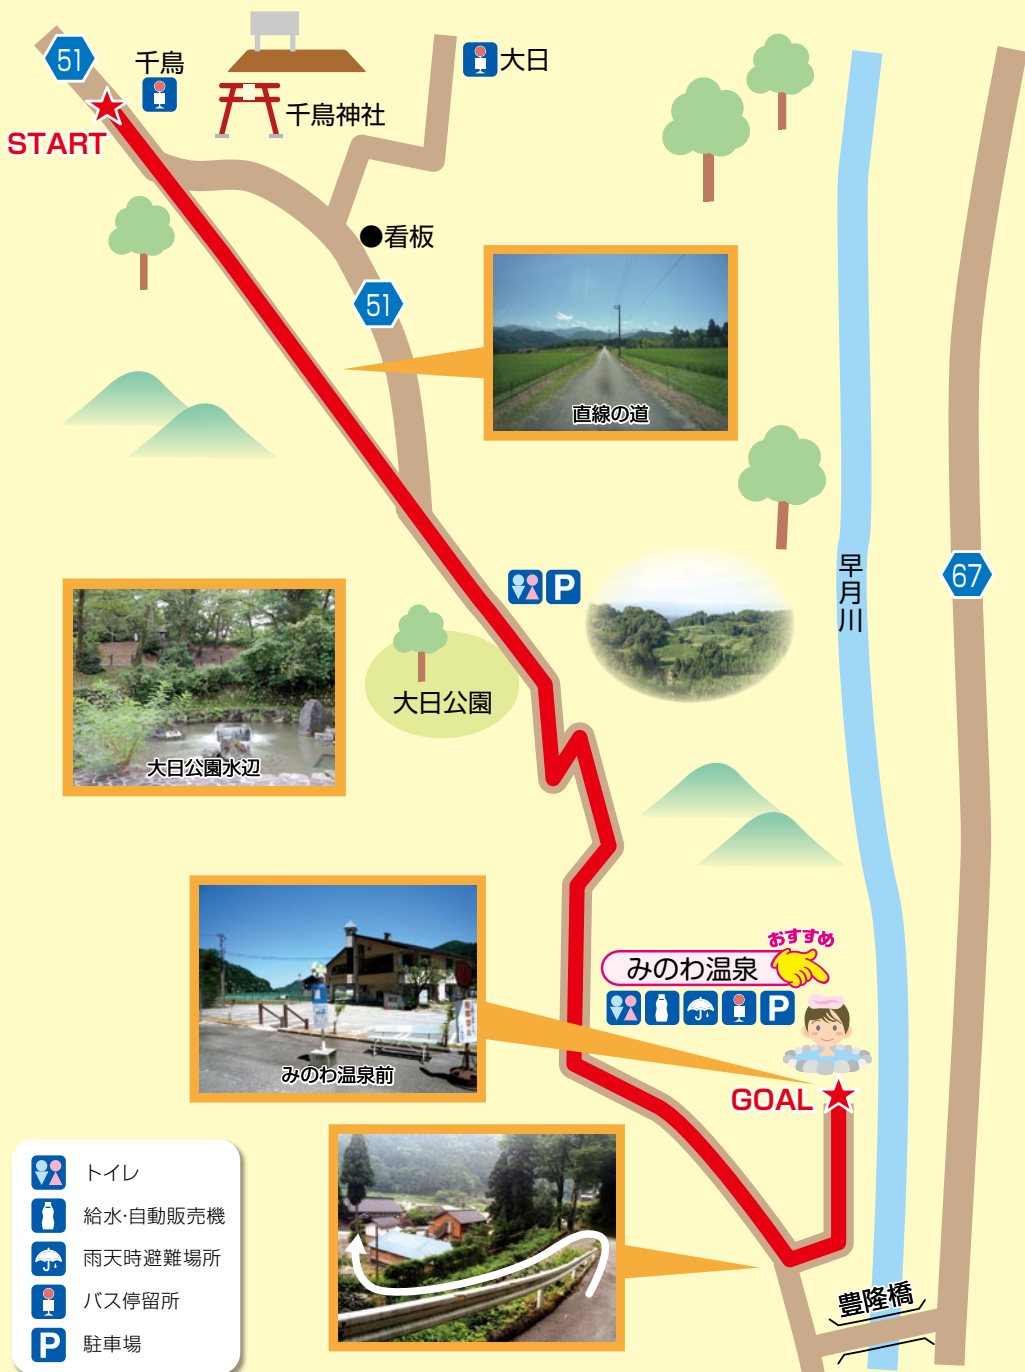 51
千鳥
START
千鳥神社
大日
看板
51
直線の道
早月川
67
P
大日公園
大日公園水辺
おすすめ
みのわ温泉
P
みのわ温泉前
GOAL
トイレ
給水・自動販売機
雨天時避難場所
バス停留所
P 駐車場
豊隆橋